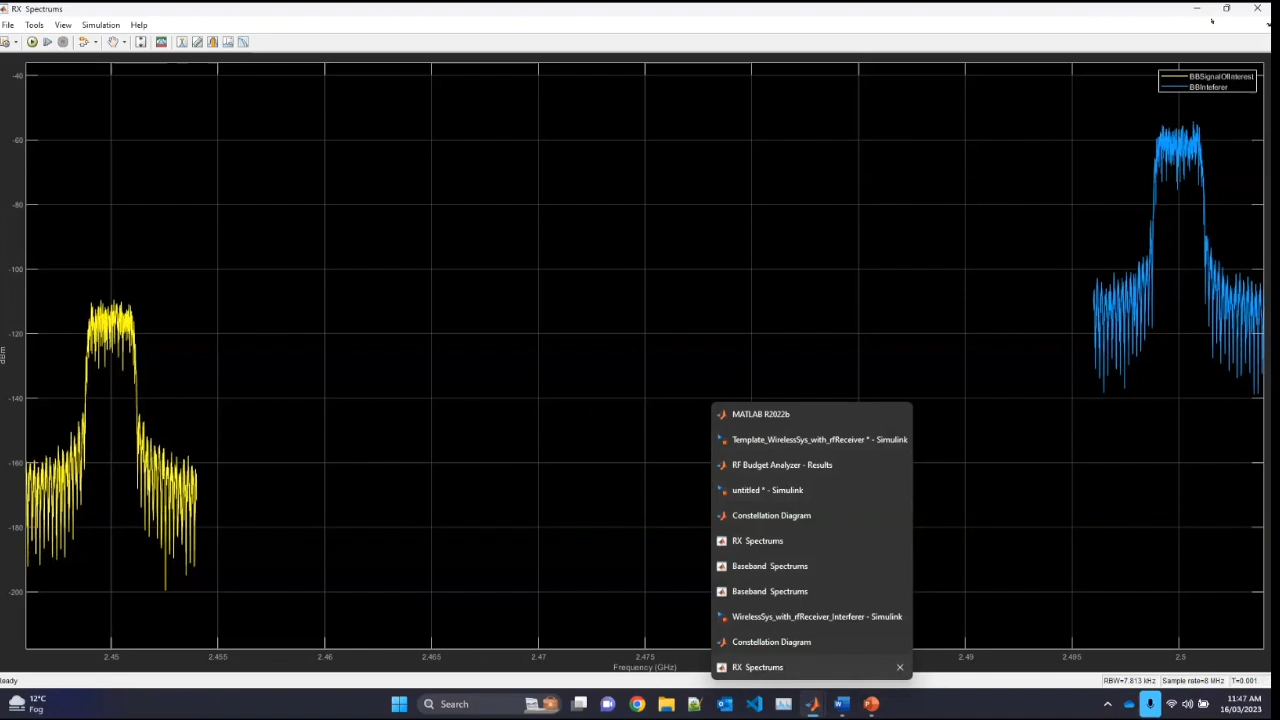 RX Spectrums
File Tools View Simulation Help
-40
BBSignalOfInterest
BBInteferer
-60
-80
-100
-120
dBm
-140
-160
-180
-200
2.45 2.455 2.46 2.465 2.47 2.475 2.49 2.495 2.5
Frequency (GHz)
MATLAB R2022b
Template_WirelessSys_with_rfReceiver * - Simulink
RF Budget Analyzer - Results
untitled * - Simulink
Constellation Diagram
RX Spectrums
Baseband Spectrums
Baseband Spectrums
WirelessSys_with_rfReceiver_Interferer - Simulink
Constellation Diagram
RX Spectrums
Ready
RBW=7.813 kHz Sample rate=8 MHz T=0.001
12°C
Fog
Search
11:47 AM
16/03/2023